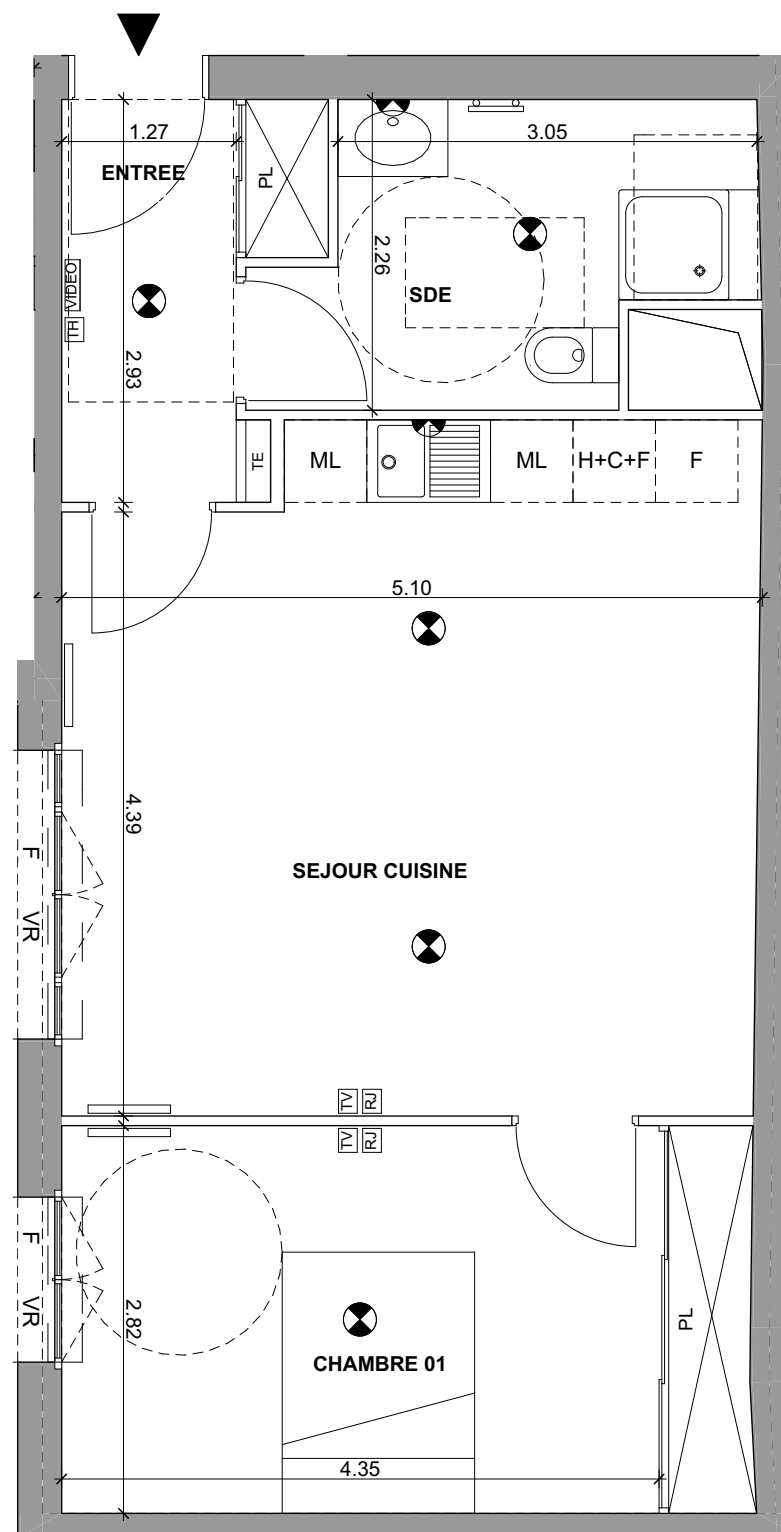 1.27
3.05
ENTREE
PL
2.26
SDE
VIDEO
TH
2.93
TE
ML
ML
H+C+F
F
5.10
4.39
SEJOUR CUISINE
F
VR
TV
RJ
TV
RJ
F
VR
2.82
PL
CHAMBRE 01
4.35